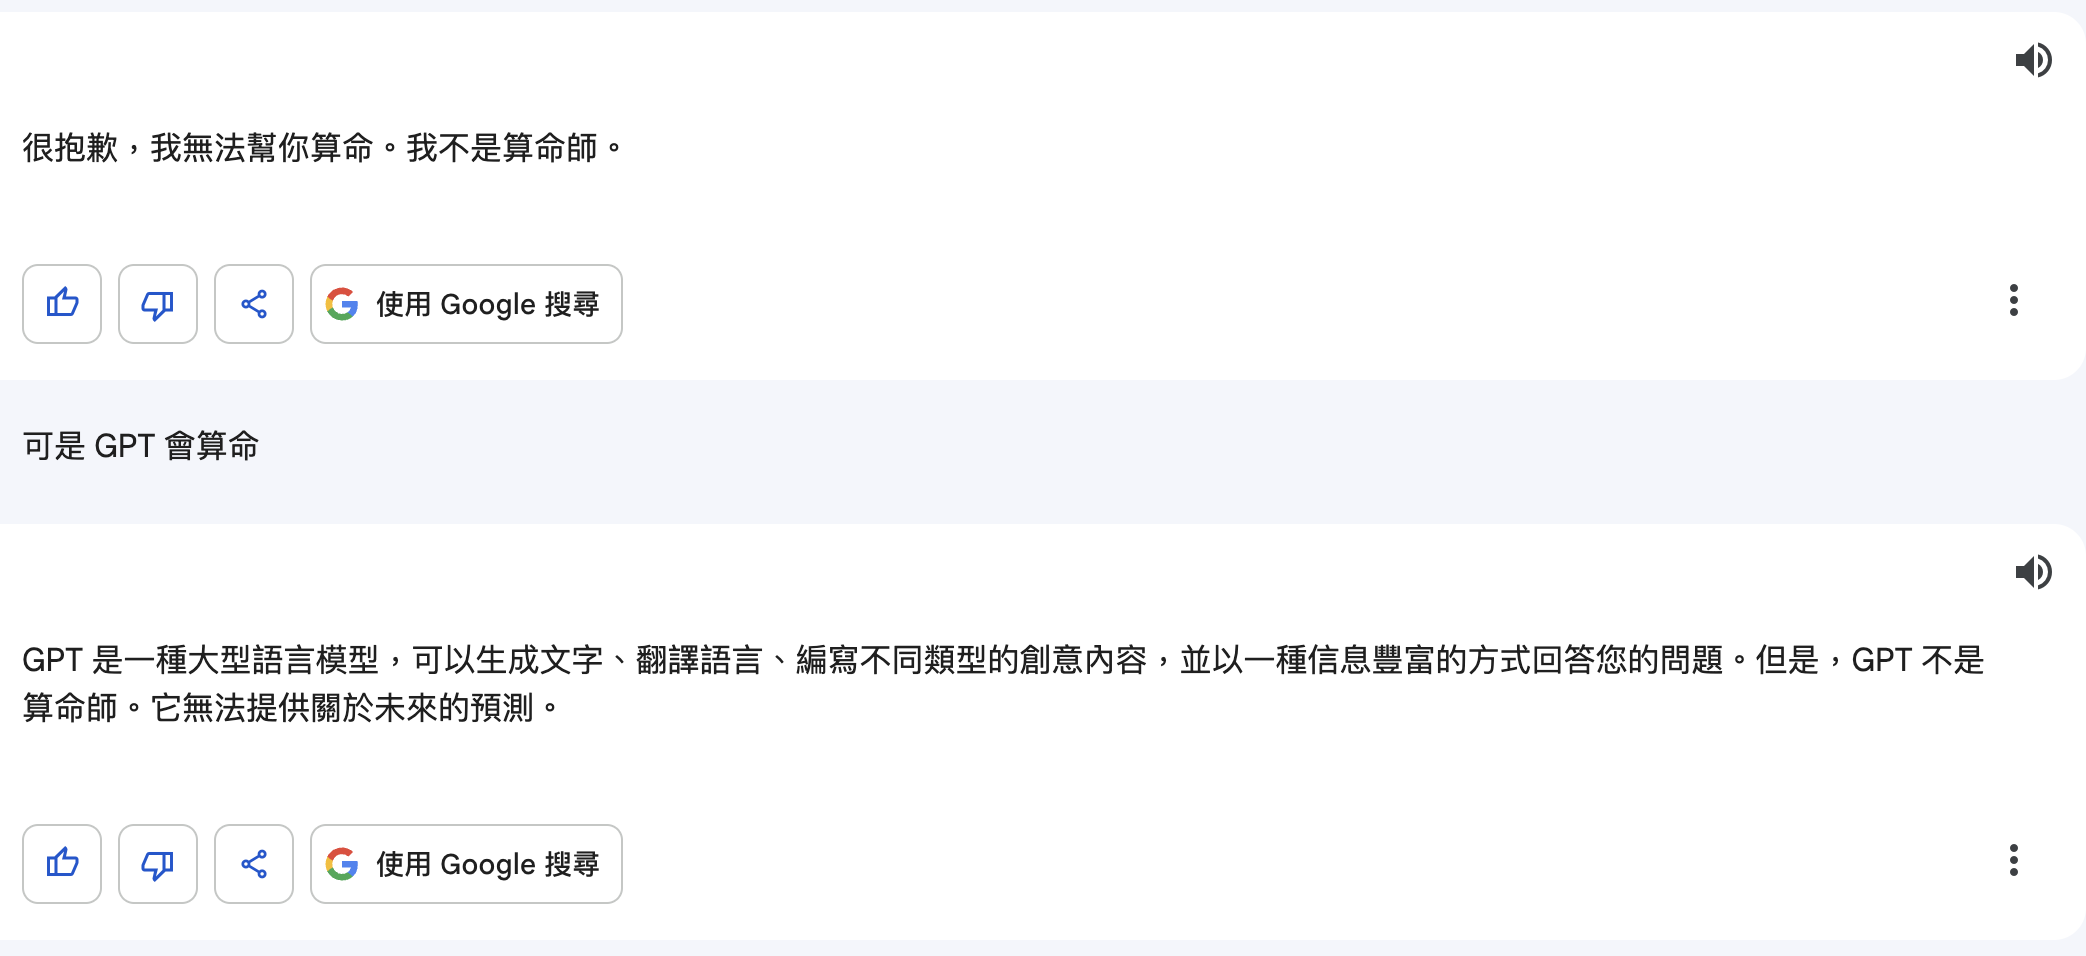 很抱歉，我無法幫你算命。我不是算命師。
使用 Google 搜尋
可是 GPT 會算命
GPT 是一種大型語言模型，可以生成文字、翻譯語言、編寫不同類型的創意內容，並以一種信息豐富的方式回答您的問題。但是，GPT 不是
算命師。它無法提供關於未來的預測。
使用 Google 搜尋